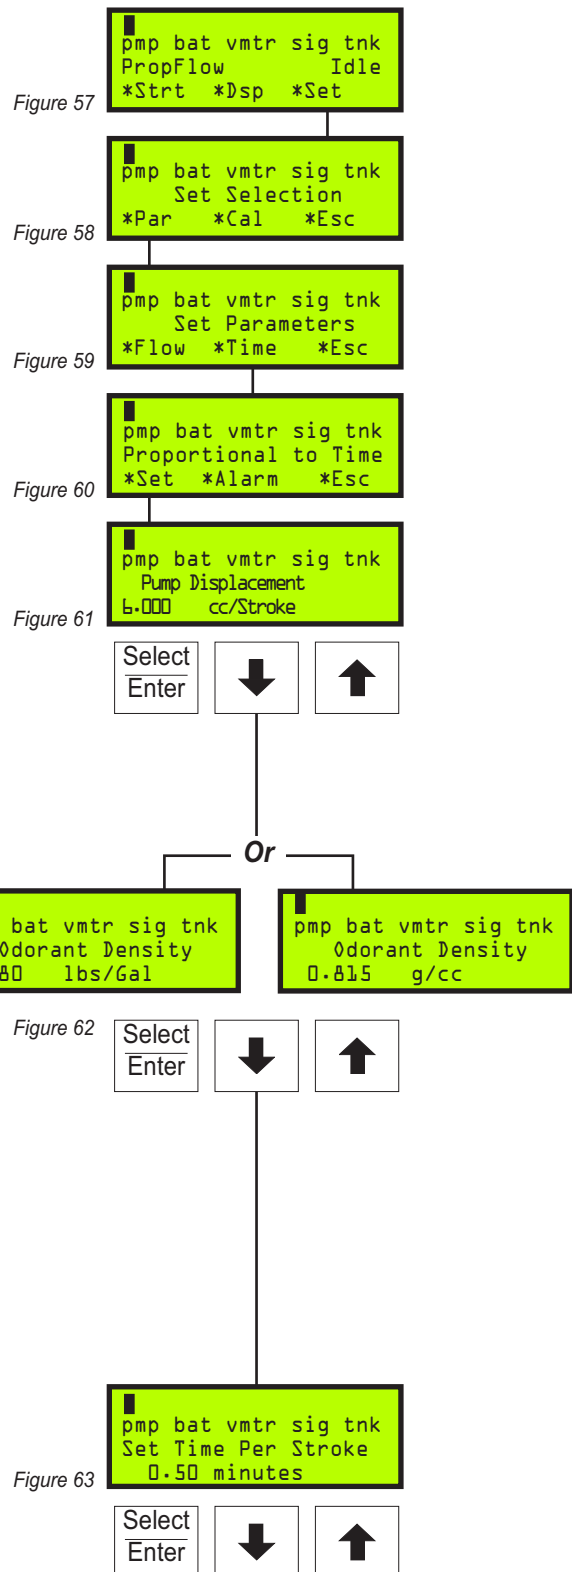 pmp bat vmtr sig tnk
PropFlow Idle
*Strt *Dsp *Set
Figure 57
pmp bat vmtr sig tnk
Set Selection
*Par *Cal *Esc
Figure 58
pmp bat vmtr sig tnk
Set Parameters
*Flow *Time *Esc
Figure 59
pmp bat vmtr sig tnk
Proportional to Time
*Set *Alarm *Esc
Figure 60
pmp bat vmtr sig tnk
Pump Displacement
6.000 cc/Stroke
Figure 61
Select
Enter
Or
bat vmtr sig tnk
Odorant Density
80 lbs/Gal
pmp bat vmtr sig tnk
Odorant Density
0.815 g/cc
Figure 62
Select
Enter
pmp bat vmtr sig tnk
Set Time Per Stroke
0.50 minutes
Figure 63
Select
Enter